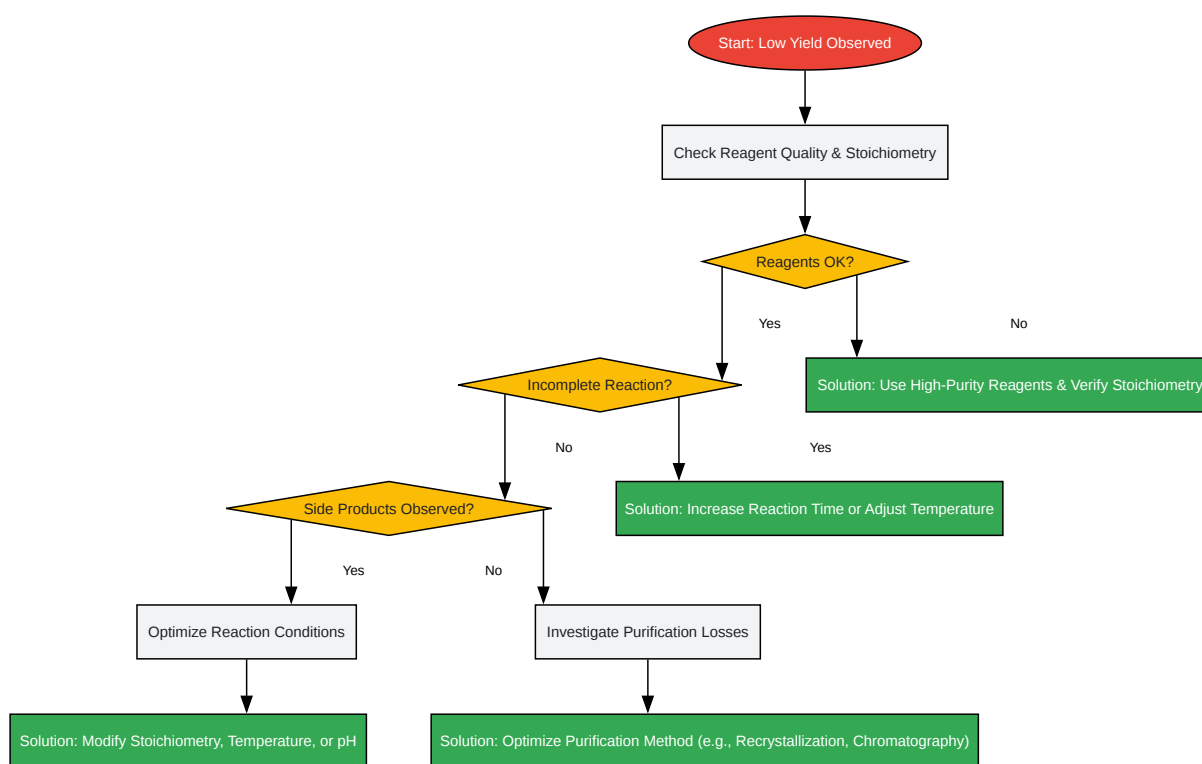 Start: Low Yield Observed
Check Reagent Quality & Stoichiometry
Reagents OK?
Yes
No
Incomplete Reaction?
Solution: Use High-Purity Reagents & Verify Stoichiometry
No
Yes
Side Products Observed?
Solution: Increase Reaction Time or Adjust Temperature
Yes
No
Optimize Reaction Conditions
Investigate Purification Losses
Solution: Modify Stoichiometry, Temperature, or pH
Solution: Optimize Purification Method (e.g., Recrystallization, Chromatography)